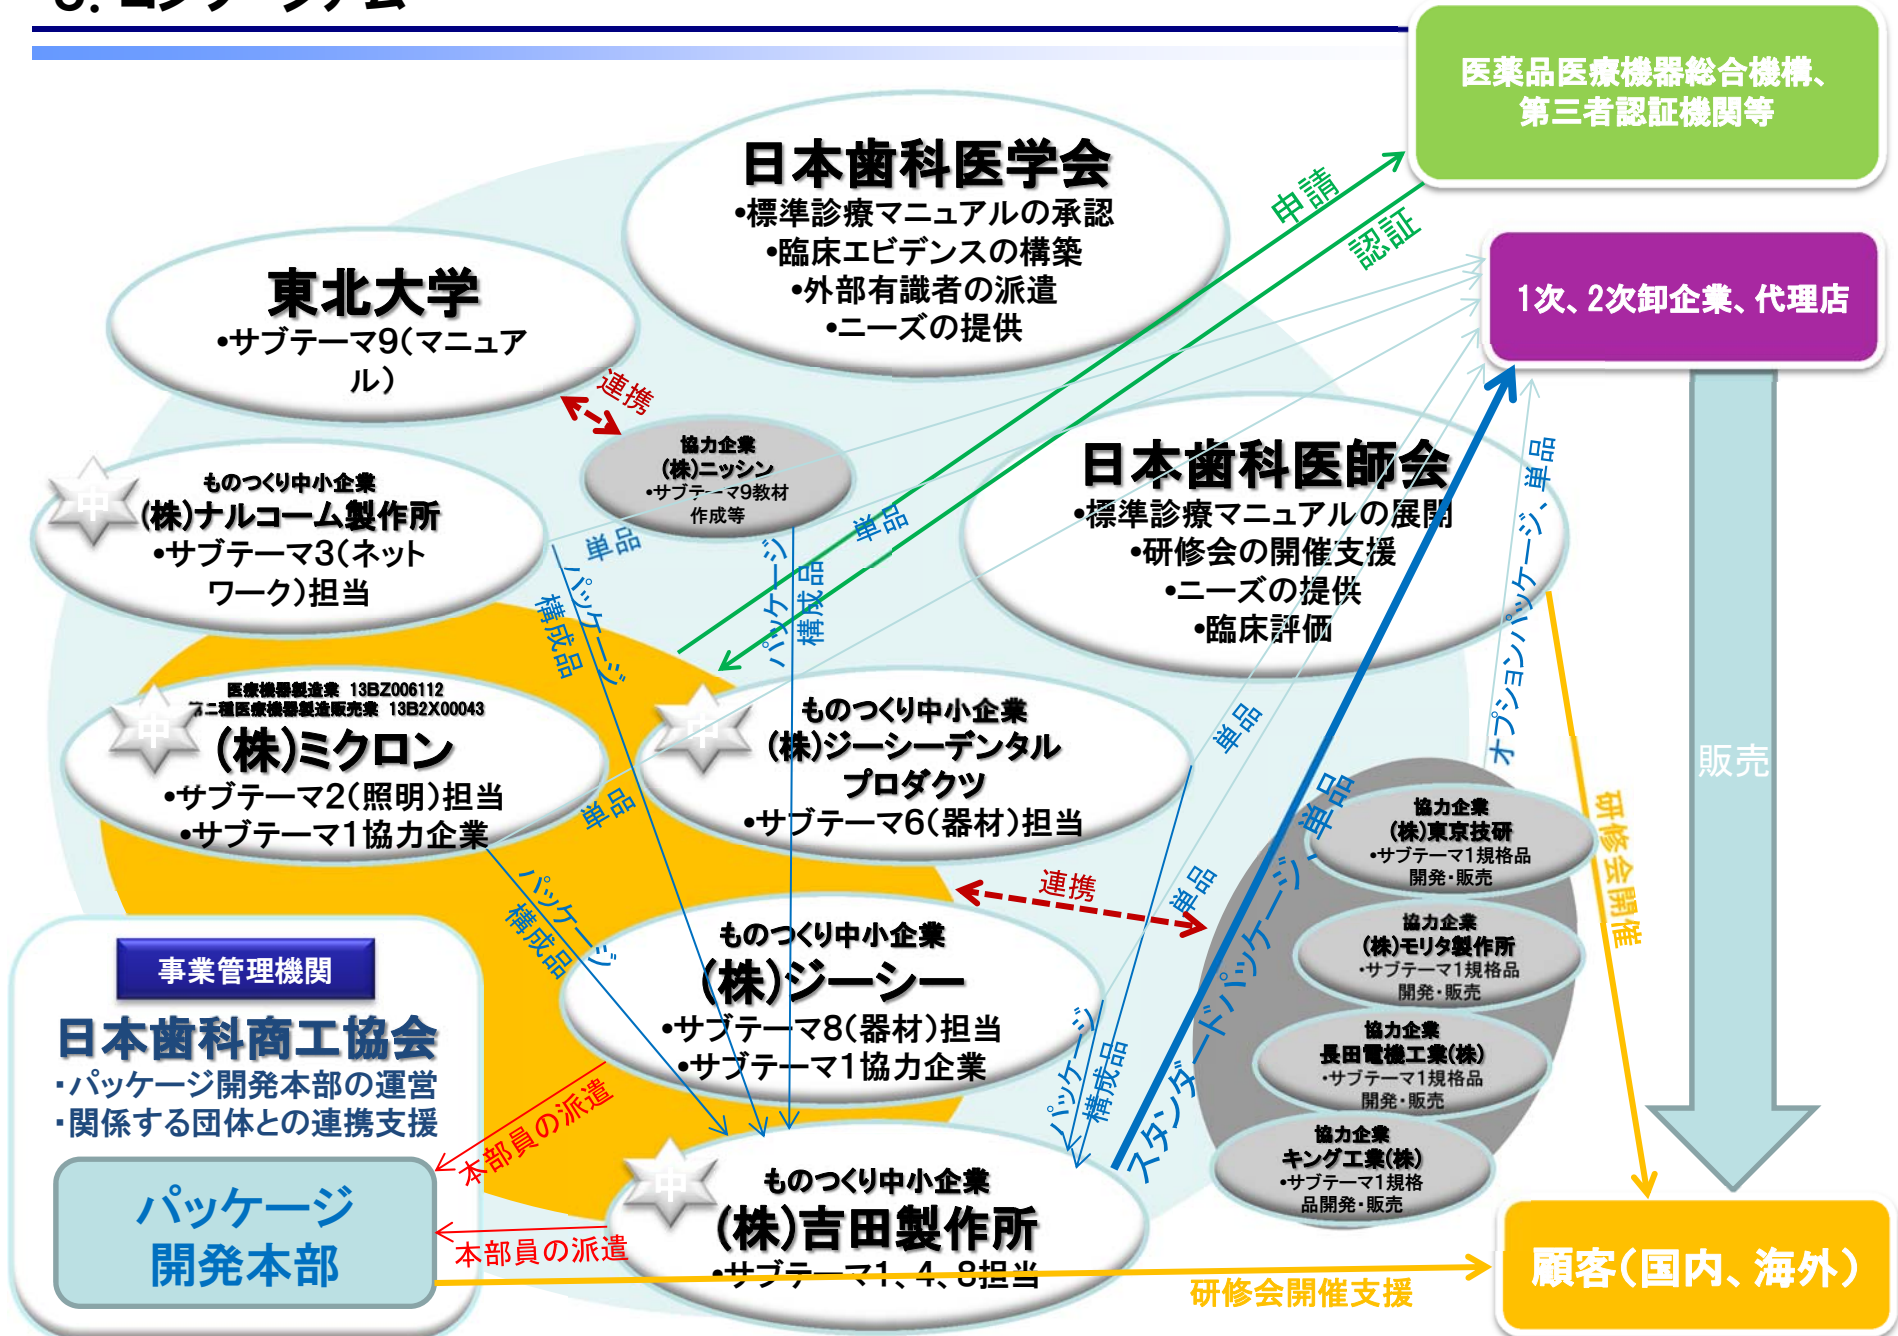 医薬品医療機器総合機構、
第三者認証機関等
日本歯科医学会
•標準診療マニュアルの承認
•臨床エビデンスの構築
•外部有識者の派遣
•ニーズの提供
申請
認証
1次、2次卸企業、代理店
東北大学
•サブテーマ9(マニュア
ル)
連携
協力企業
(株)ニッシン
•サブテーマ9教材
作成等
日本歯科医師会
•標準診療マニュアルの展開
•研修会の開催支援
•ニーズの提供
•臨床評価
中
ものつくり中小企業
(株)ナルコーム製作所
•サブテーマ3(ネット
ワーク)担当
単品
パッケージ
構成品
パッケージ
構成品
単品
オプションパッケージ、単品
販売
中
医療機器製造業 13BZ006112
第二種医療機器製造販売業 13B2X00043
(株)ミクロン
•サブテーマ2(照明)担当
•サブテーマ1協力企業
単品
パッケージ
構成品
中
ものつくり中小企業
(株)ジーシーデンタル
プロダクツ
•サブテーマ6(器材)担当
単品
単品
連携
スタンダードパッケージ、単品
協力企業
(株)東京技研
•サブテーマ1規格品
開発・販売
協力企業
(株)モリタ製作所
・サブテーマ1規格品
開発・販売
協力企業
長田電機工業(株)
・サブテーマ1規格品
開発・販売
協力企業
キング工業(株)
•サブテーマ1規格
品開発・販売
研修会開催
ものつくり中小企業
(株)ジーシー
•サブテーマ8(器材)担当
•サブテーマ1協力企業
パッケージ
構成品
事業管理機関
日本歯科商工協会
・パッケージ開発本部の運営
・関係する団体との連携支援
パッケージ
開発本部
本部員の派遣
本部員の派遣
中
ものつくり中小企業
(株)吉田製作所
•サブテーマ1、4、8担当
研修会開催支援
顧客(国内、海外)